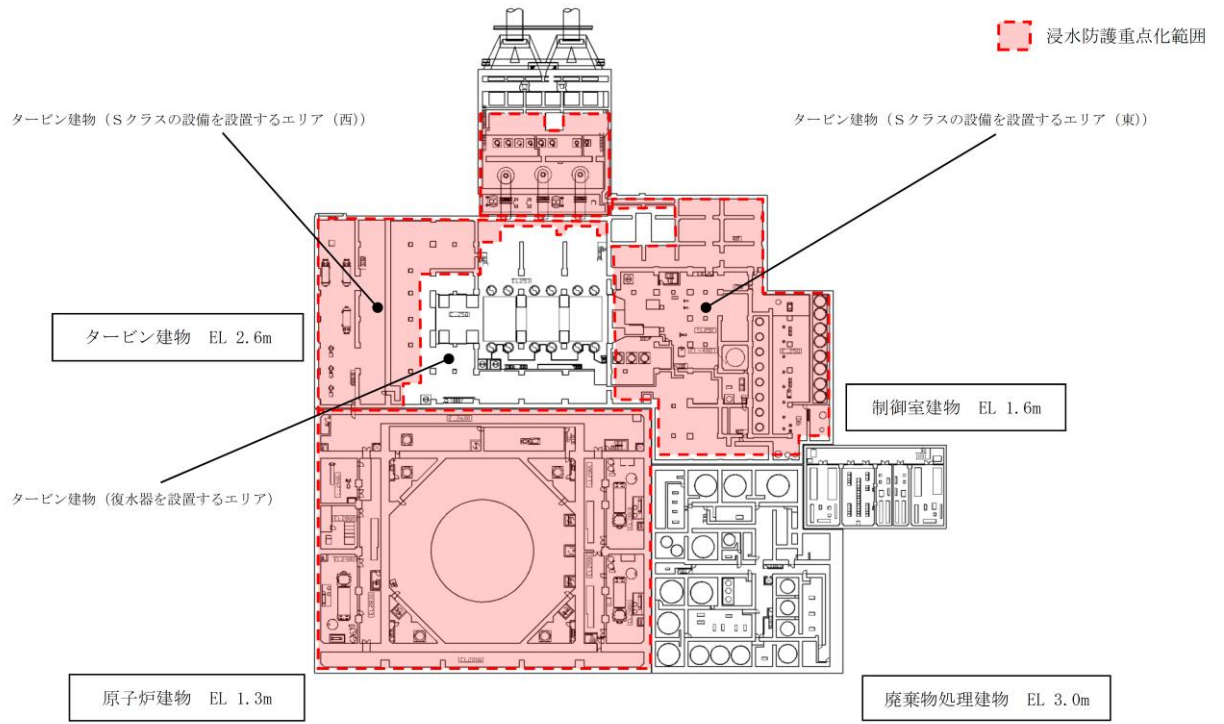 浸水防護重点化範囲
タービン建物（Ｓクラスの設備を設置するエリア（西））
タービン建物（Ｓクラスの設備を設置するエリア（東））
タービン建物 EL 2.6m
制御室建物 EL 1.6m
タービン建物（復水器を設置するエリア）
原子炉建物 EL 1.3m
廃棄物処理建物 EL 3.0m